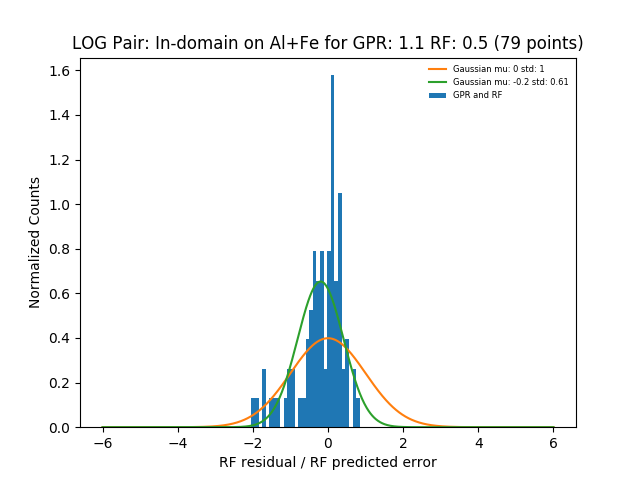 LOG Pair: In-domain on Al+Fe for GPR: 1.1 RF: 0.5 (79 points)
Gaussian mu: 0 std: 1
Gaussian mu: -0.2 std: 0.61
GPR and RF
Normalized Counts
1.6
1.4
1.2
1.0
0.8
0.6
0.4
0.2
0.0
−6 −4 −2 0 2 4 6
RF residual / RF predicted error